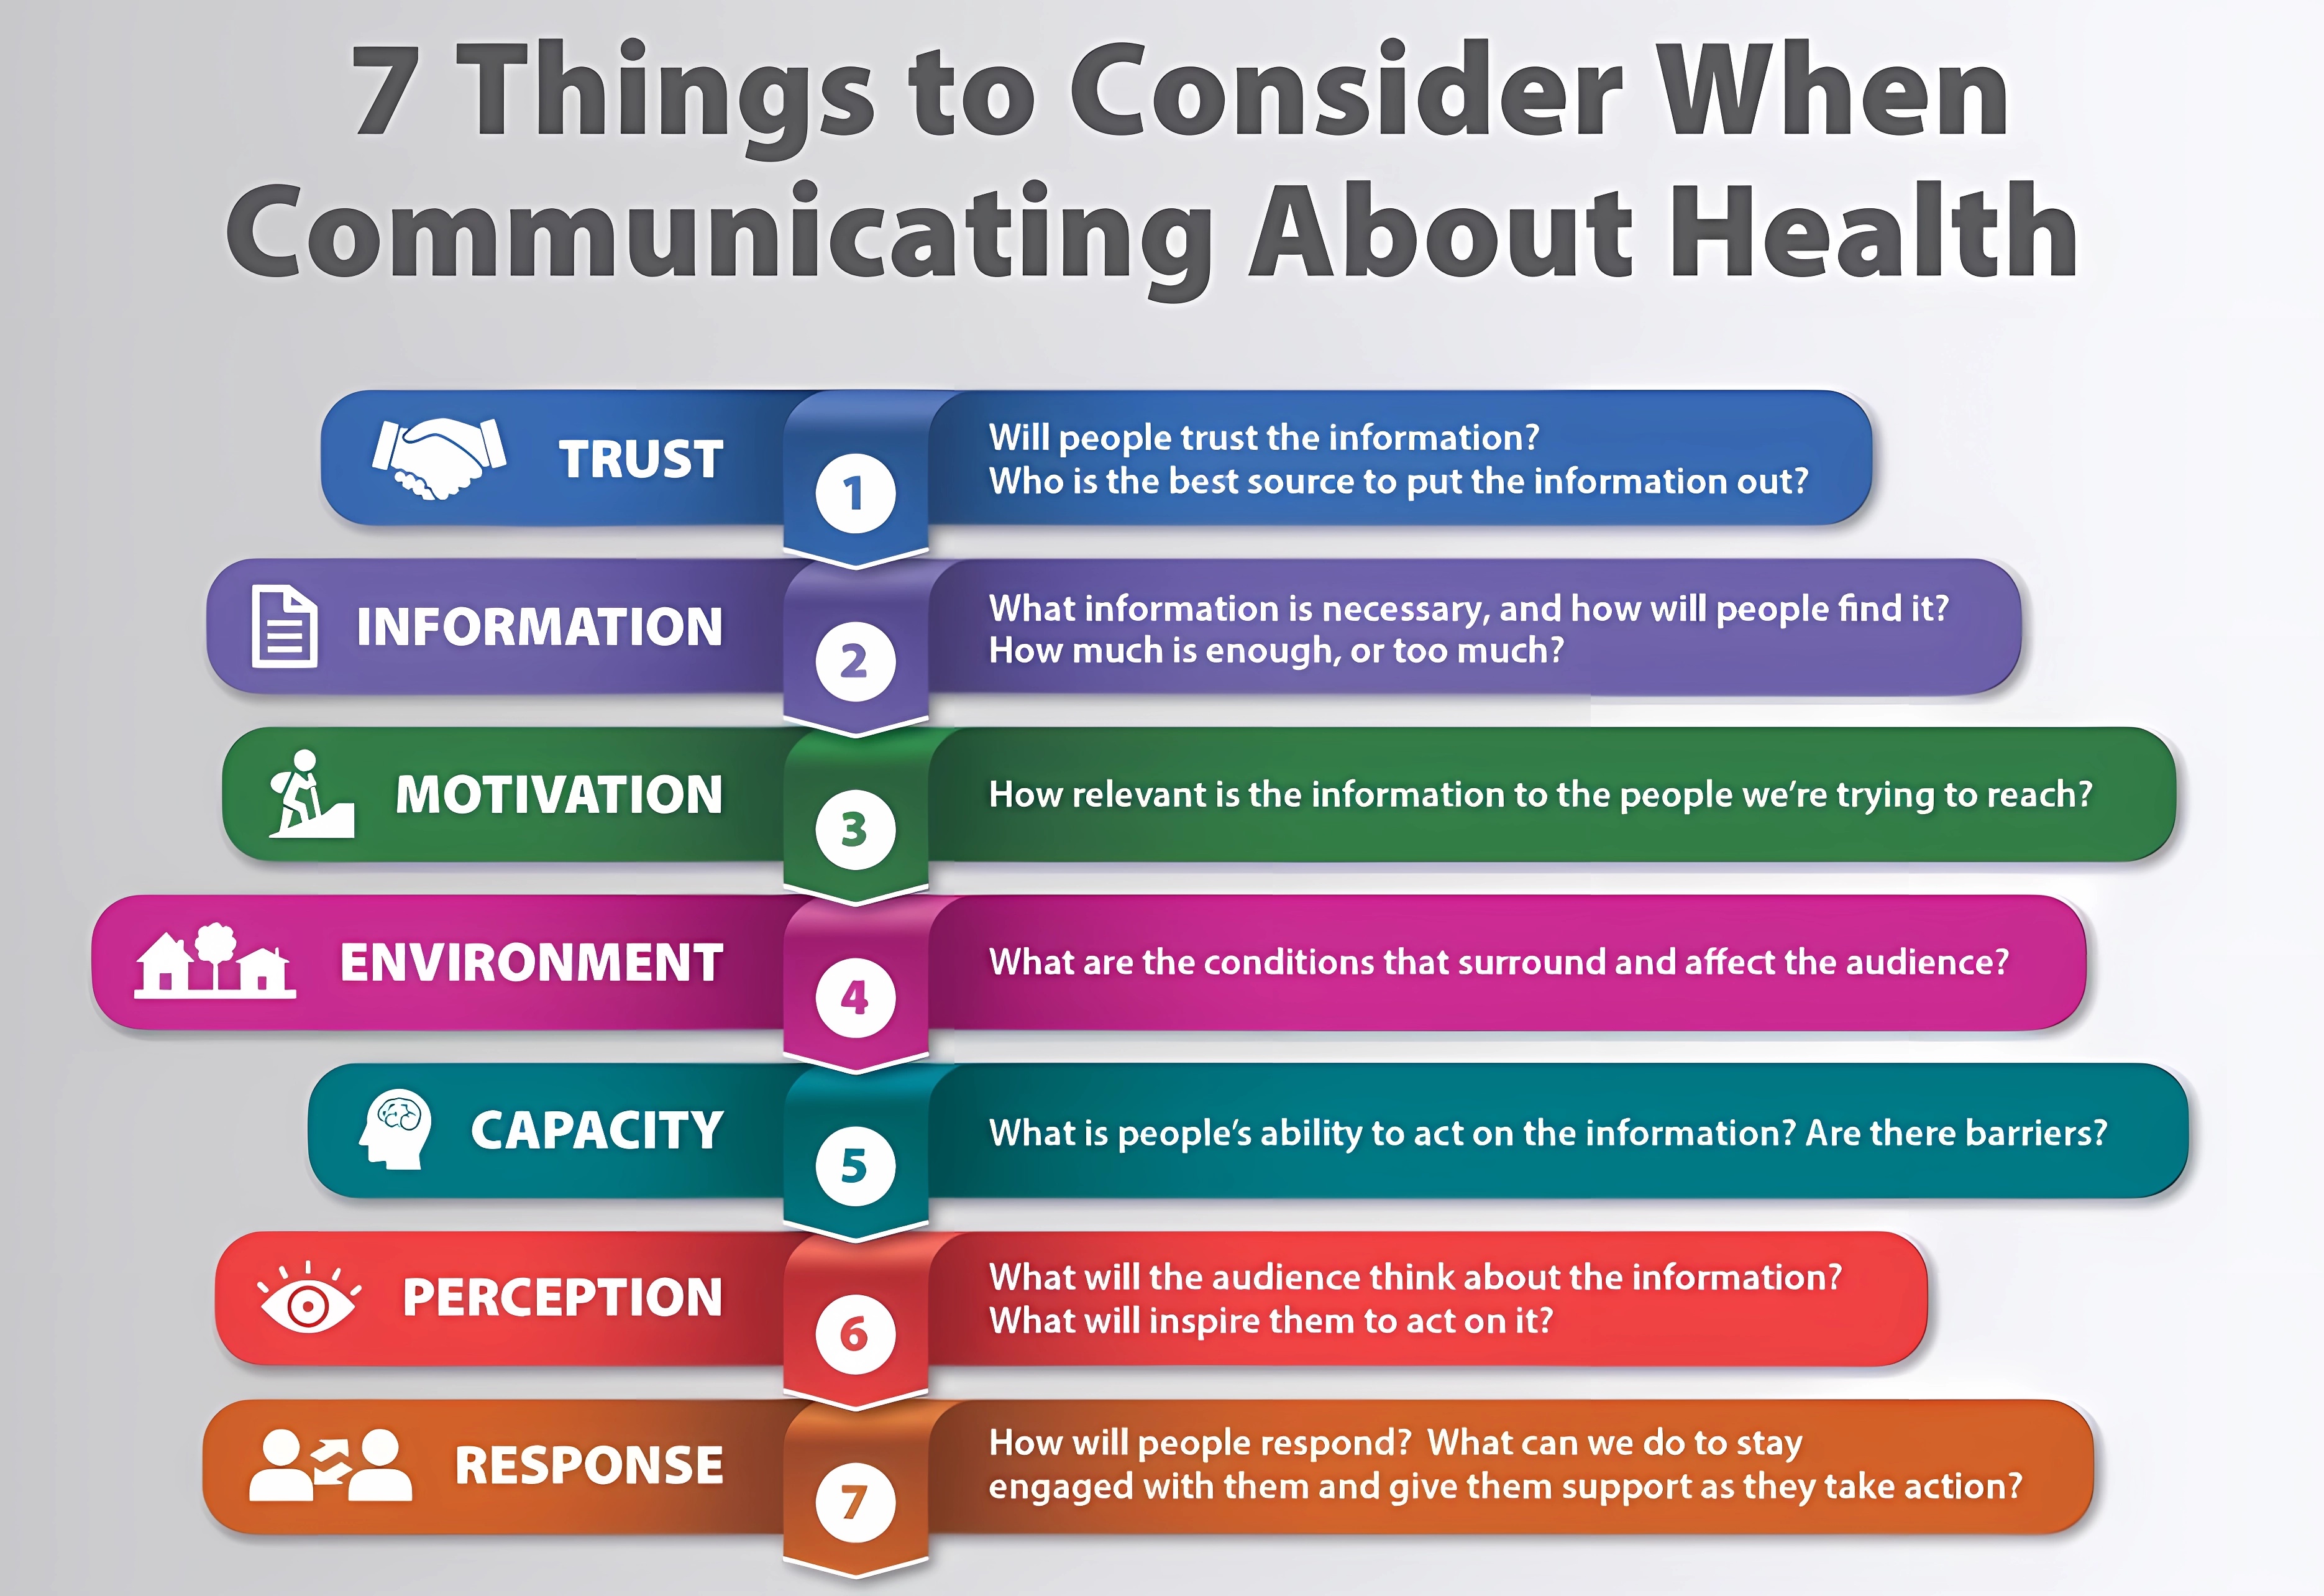 7 Things to Consider When
Communicating About Health
TRUST
1
Will people trust the information?
Who is the best source to put the information out?
INFORMATION
2
What information is necessary, and how will people find it?
How much is enough, or too much?
MOTIVATION
3
How relevant is the information to the people we’re trying to reach?
ENVIRONMENT
4
What are the conditions that surround and affect the audience?
CAPACITY
5
What is people’s ability to act on the information? Are there barriers?
PERCEPTION
6
What will the audience think about the information?
What will inspire them to act on it?
RESPONSE
7
How will people respond?  What can we do to stay
engaged with them and give them support as they take action?